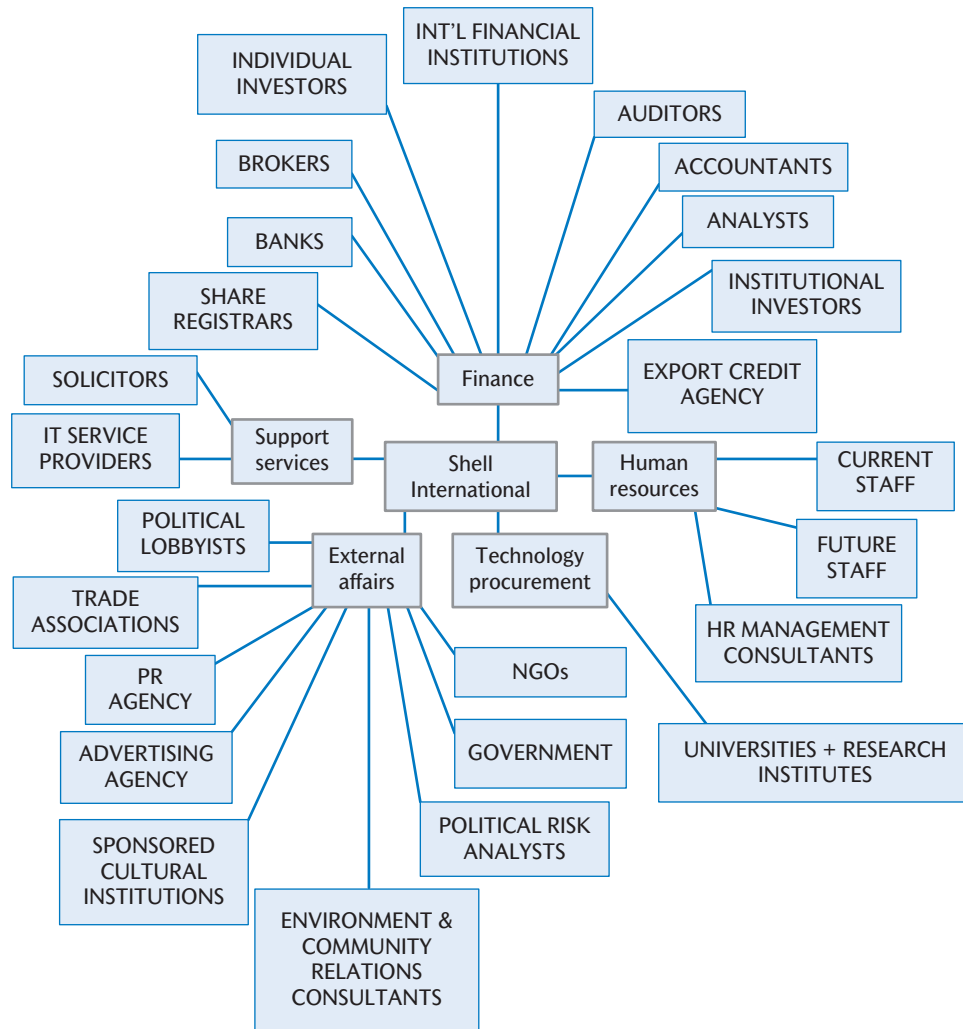 INT’L FINANCIAL
INSTITUTIONS
INDIVIDUAL
INVESTORS
AUDITORS
BROKERS
ACCOUNTANTS
ANALYSTS
BANKS
INSTITUTIONAL
INVESTORS
SHARE
REGISTRARS
Finance
EXPORT CREDIT
AGENCY
SOLICITORS
IT SERVICE
PROVIDERS
Support
services
Shell
International
Human
resources
CURRENT
STAFF
POLITICAL
LOBBYISTS
External
affairs
Technology
procurement
FUTURE
STAFF
TRADE
ASSOCIATIONS
HR MANAGEMENT
CONSULTANTS
PR
AGENCY
NGOs
ADVERTISING
AGENCY
GOVERNMENT
UNIVERSITIES + RESEARCH
INSTITUTES
SPONSORED
CULTURAL
INSTITUTIONS
POLITICAL RISK
ANALYSTS
ENVIRONMENT &
COMMUNITY
RELATIONS
CONSULTANTS